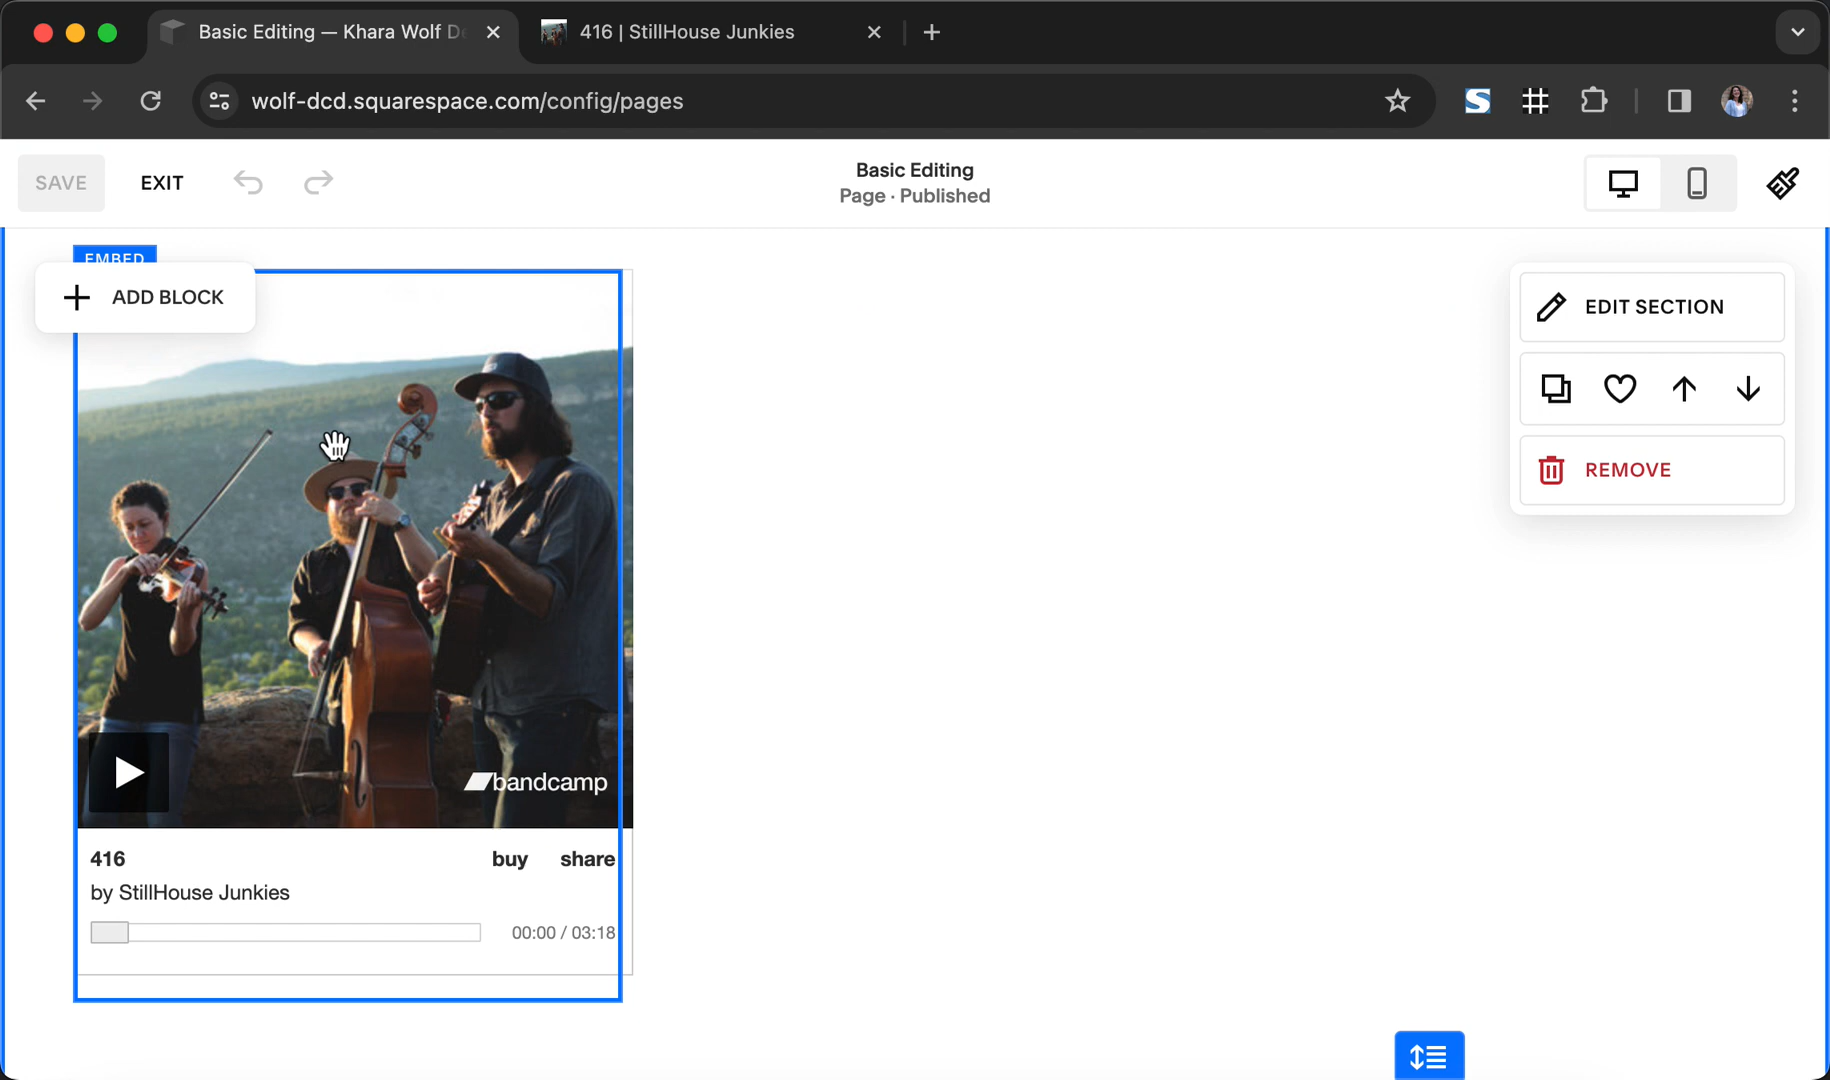 Basic Editing — Khara Wolf De
416 | StillHouse Junkies
wolf-dcd.squarespace.com/config/pages
SAVE
EXIT
Basic Editing
Page · Published
EMBED
ADD BLOCK
EDIT SECTION
REMOVE
bandcamp
416
buy
share
by StillHouse Junkies
00:00 / 03:18